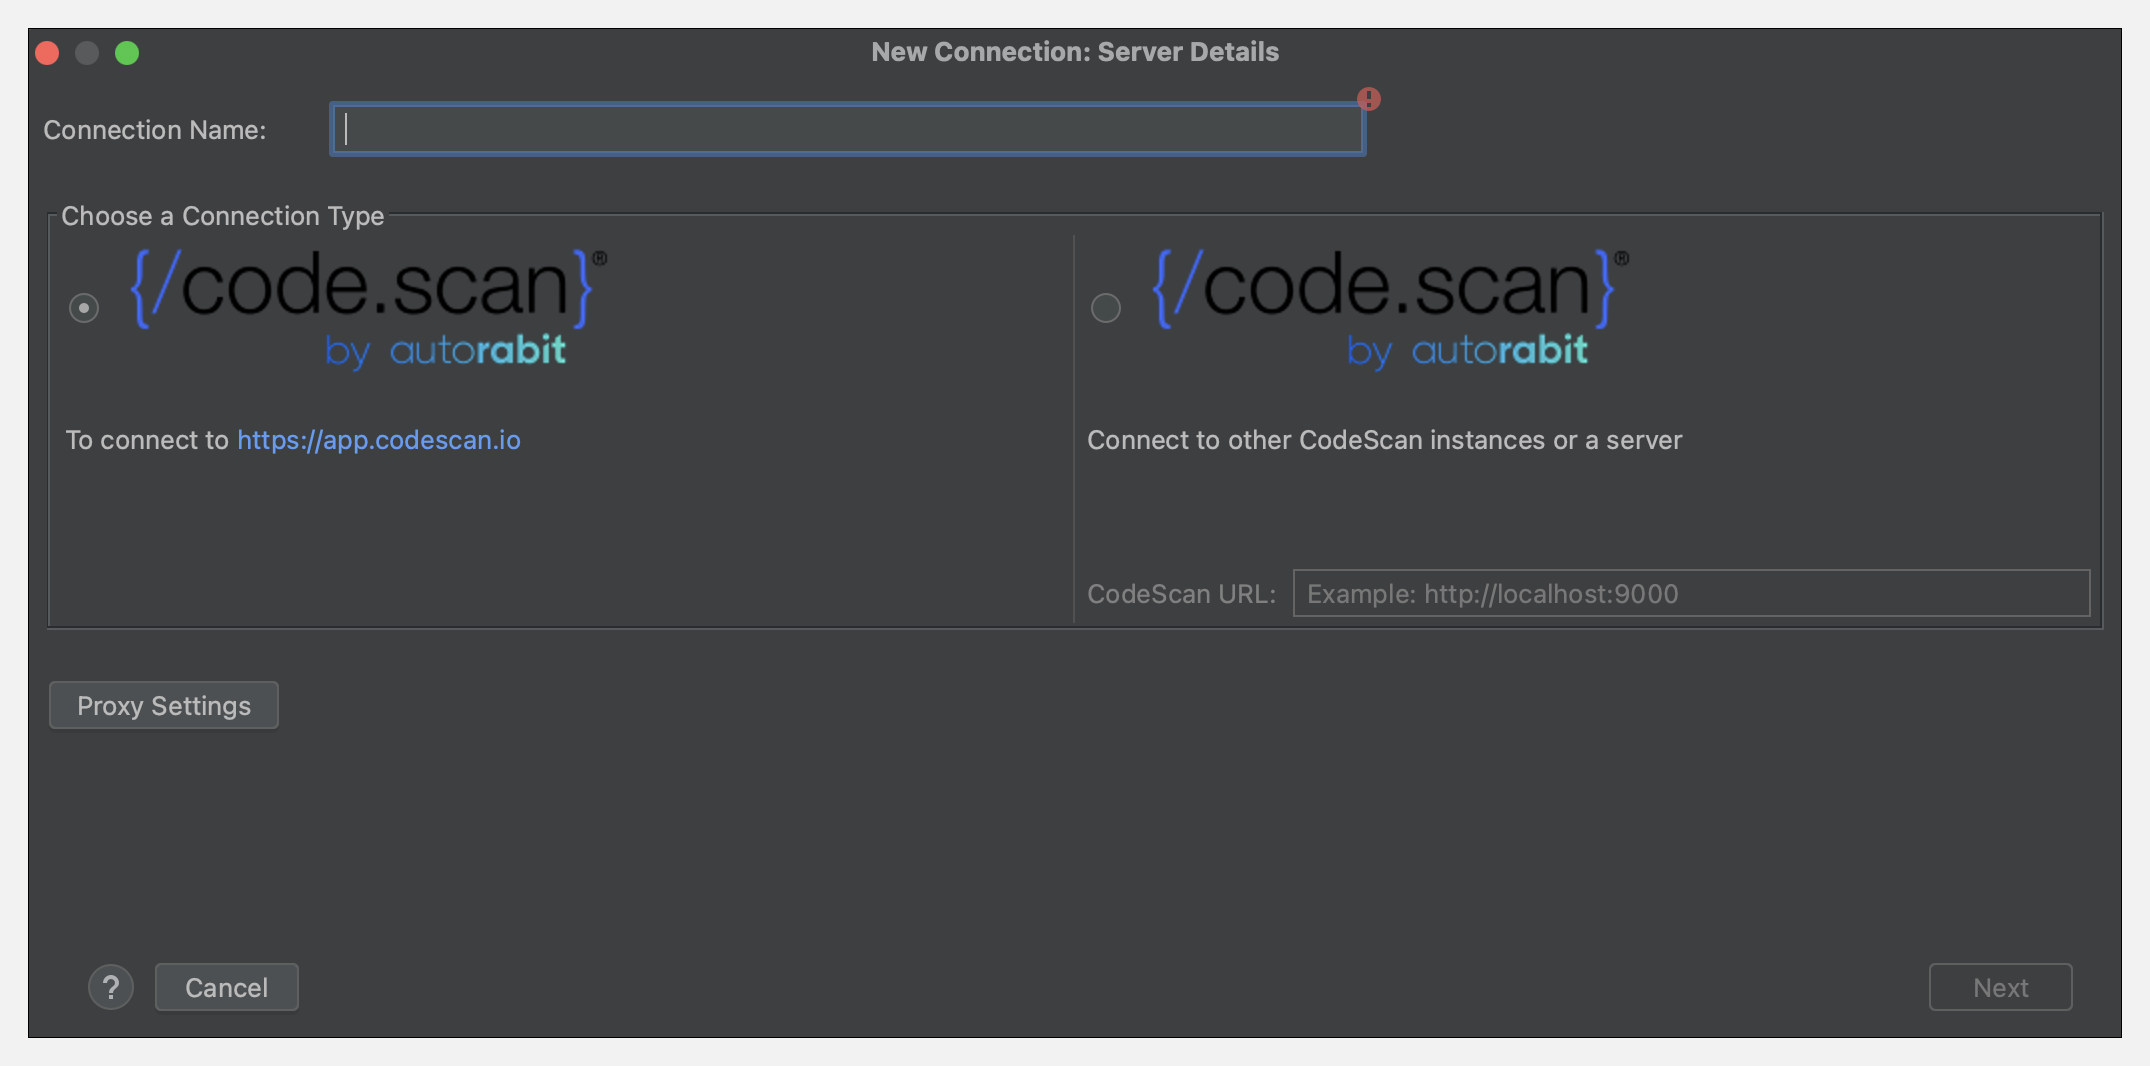 New Connection: Server Details
Connection Name:
!
Choose a Connection Type
{/code.scan}®
by autorabit
To connect to https://app.codescan.io
{/code.scan}®
by autorabit
Connect to other CodeScan instances or a server
CodeScan URL: Example: http://localhost:9000
Proxy Settings
? Cancel Next